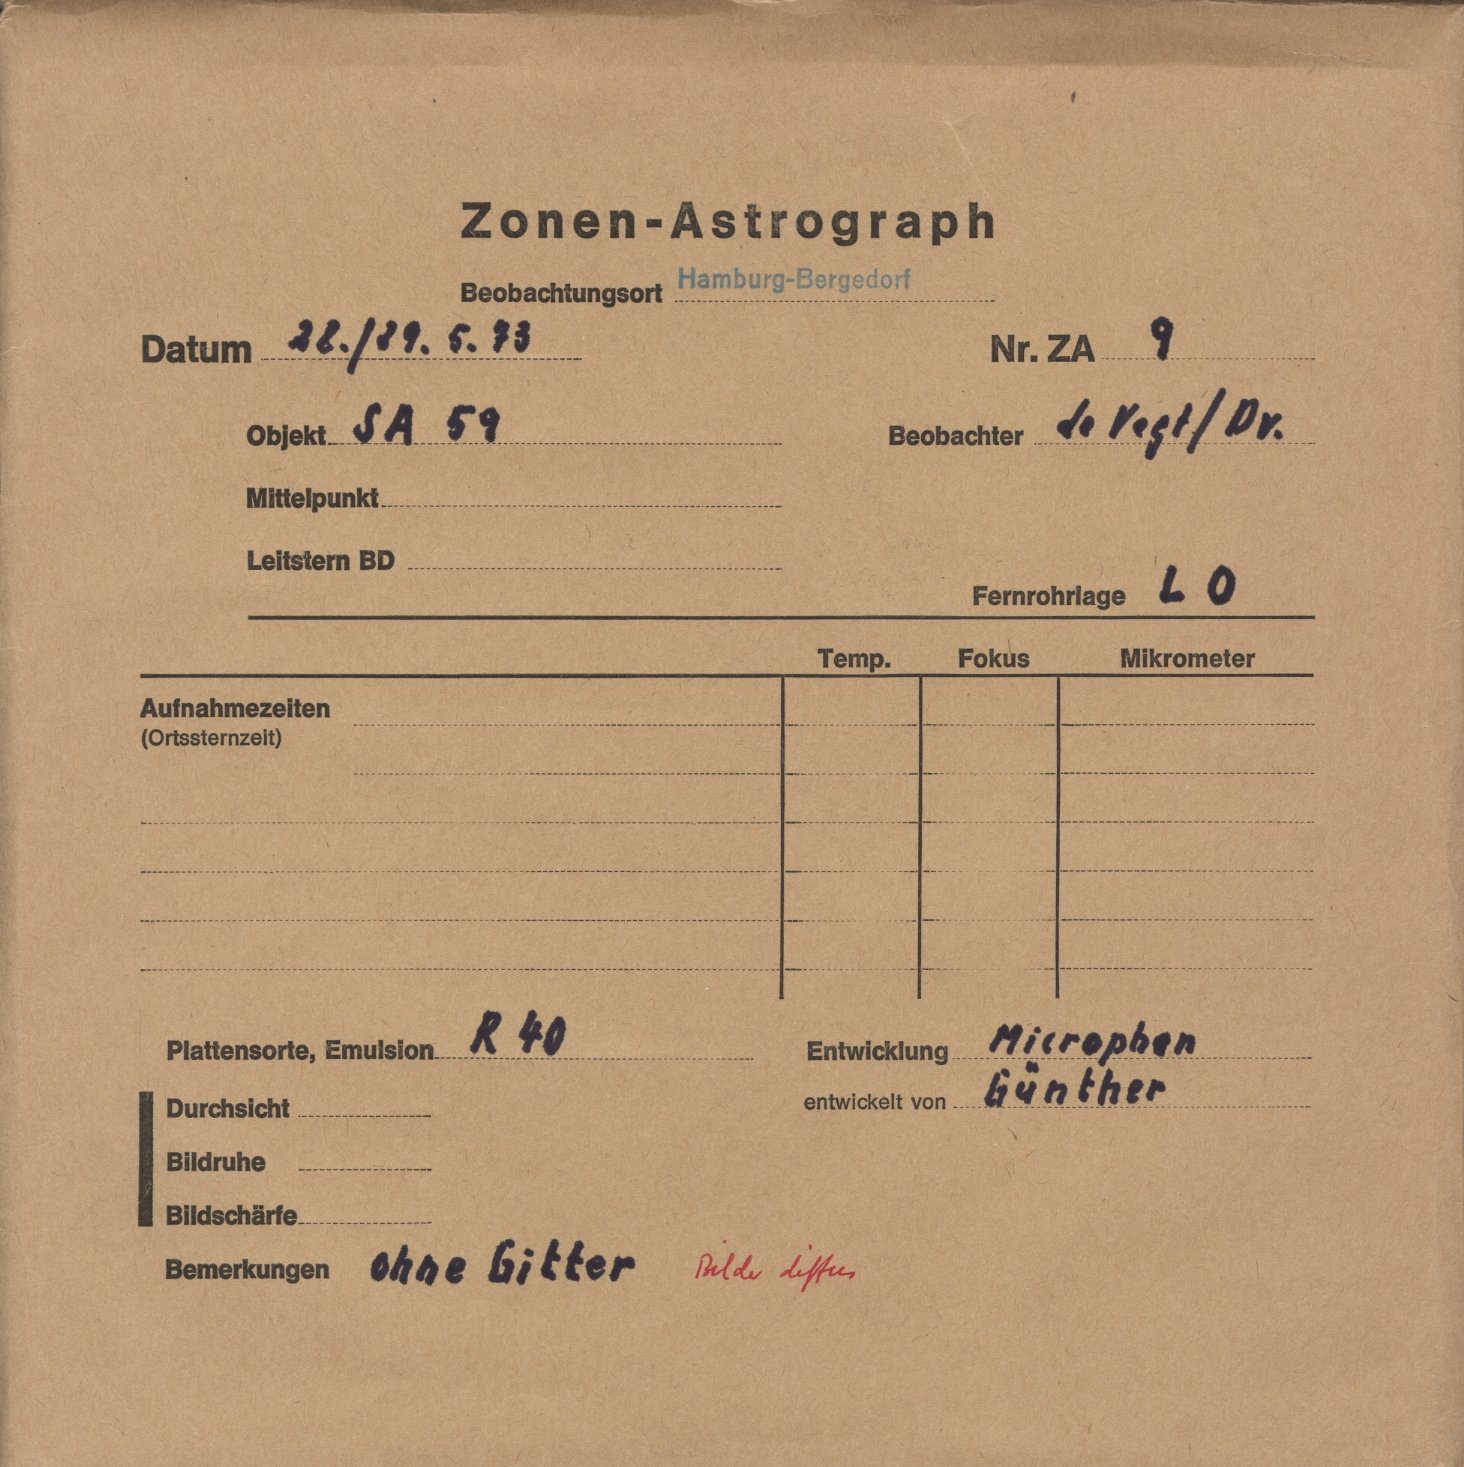 Zonen-Astrograph
Beobachtungsort Hamburg-Bergedorf
Datum 28./29. 5. 73
Nr. ZA 9
Objekt SA 59
Beobachter de Vegt/Dr.
Mittelpunkt
Leitstern BD
Fernrohrlage L O
Temp. Fokus Mikrometer
Aufnahmezeiten
(Ortssternzeit)
Plattensorte, Emulsion R 40
Entwicklung Microphen
Durchsicht
entwickelt von Günther
Bildruhe
Bildschärfe
Bemerkungen ohne Gitter Bilder diffus